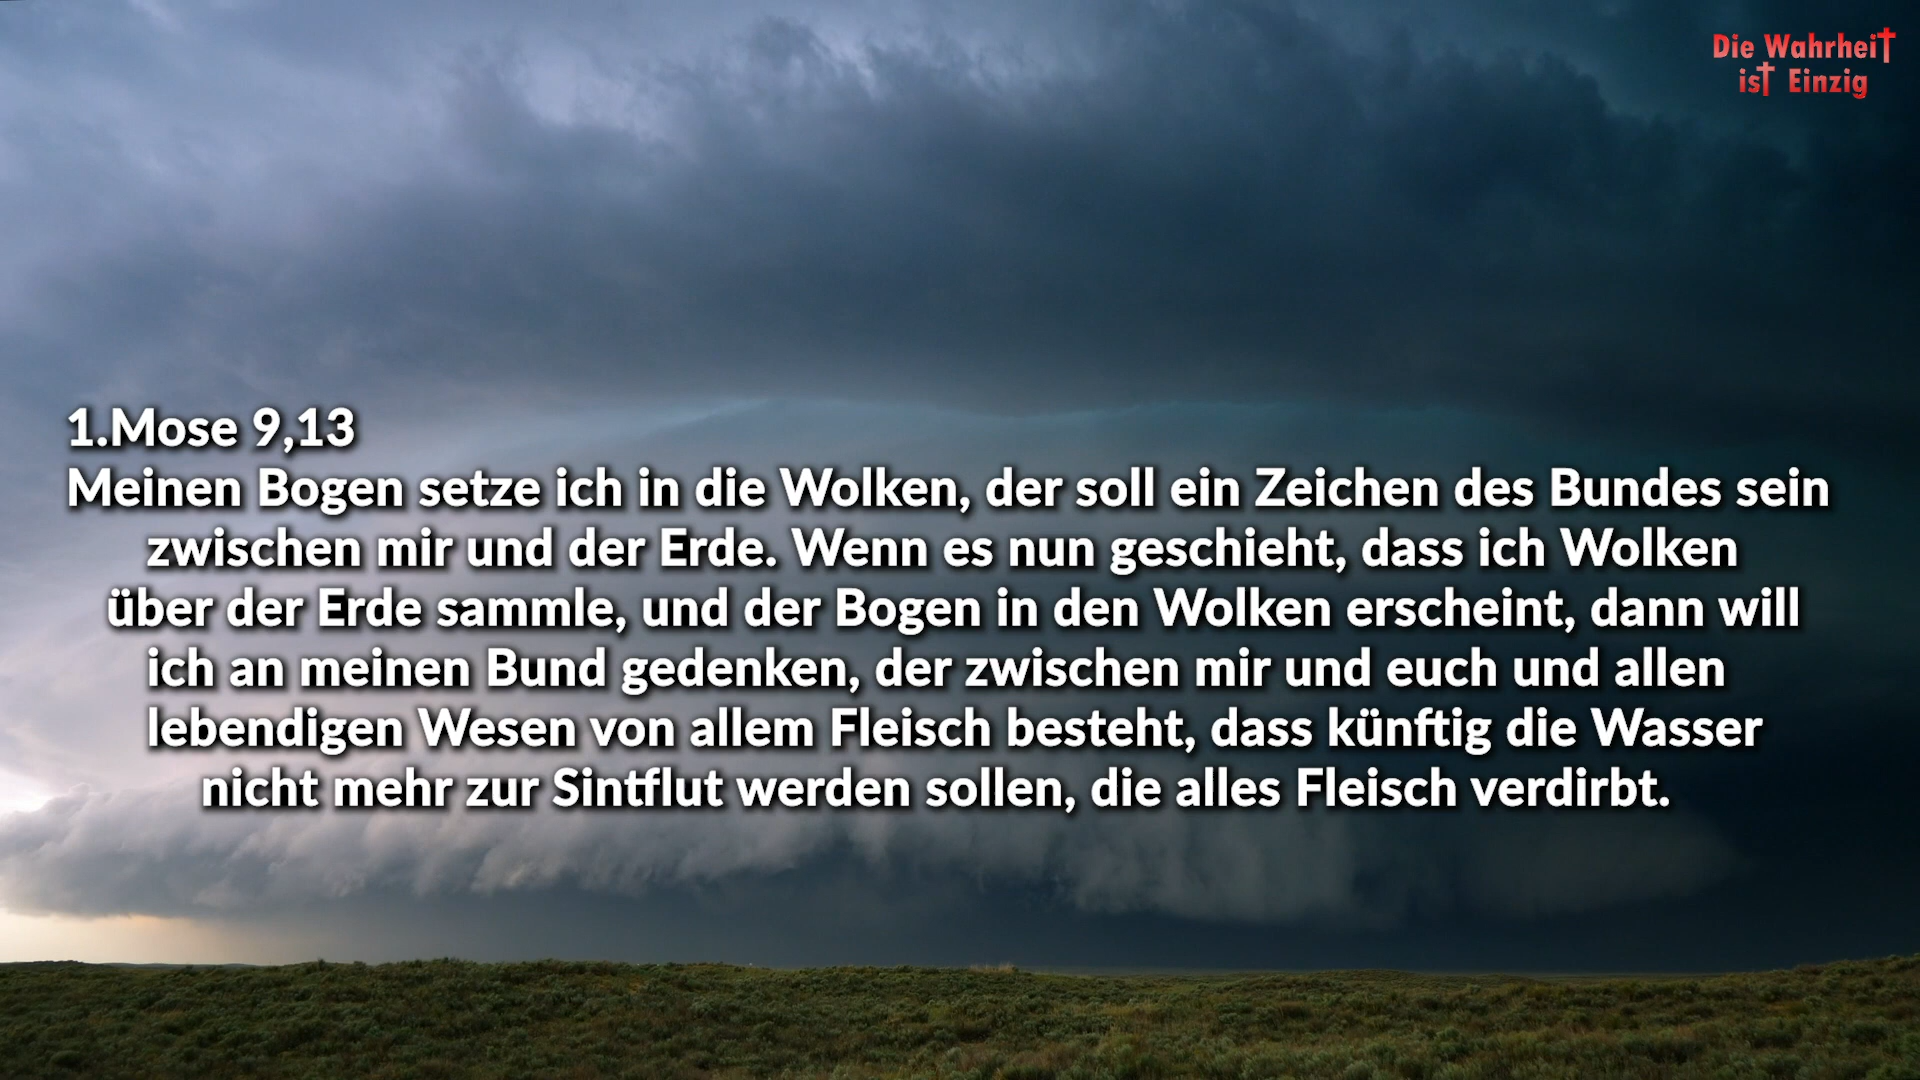 Die Wahrheit
ist Einzig
1.Mose 9,13
Meinen Bogen setze ich in die Wolken, der soll ein Zeichen des Bundes sein
zwischen mir und der Erde. Wenn es nun geschieht, dass ich Wolken
über der Erde sammle, und der Bogen in den Wolken erscheint, dann will
ich an meinen Bund gedenken, der zwischen mir und euch und allen
lebendigen Wesen von allem Fleisch besteht, dass künftig die Wasser
nicht mehr zur Sintflut werden sollen, die alles Fleisch verdirbt.